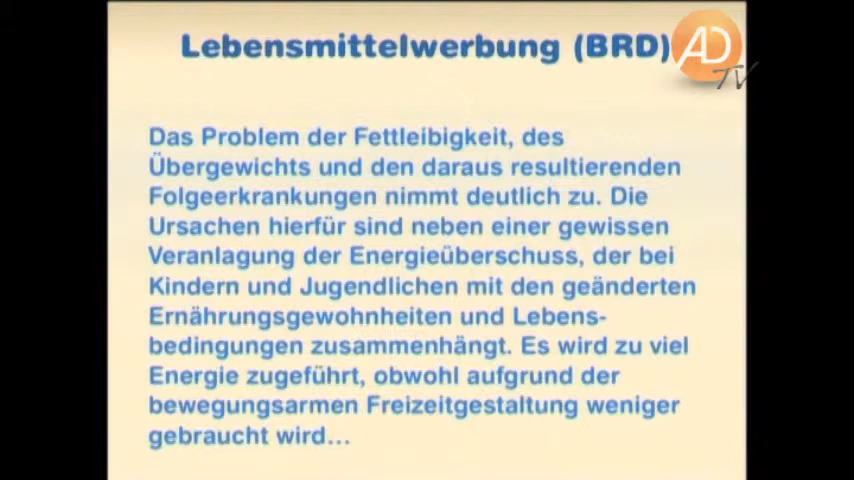 Lebensmittelwerbung (BRD)
AD
TV
Das Problem der Fettleibigkeit, des
Übergewichts und den daraus resultierenden
Folgeerkrankungen nimmt deutlich zu. Die
Ursachen hierfür sind neben einer gewissen
Veranlagung der Energieüberschuss, der bei
Kindern und Jugendlichen mit den geänderten
Ernährungsgewohnheiten und Lebens-
bedingungen zusammenhängt. Es wird zu viel
Energie zugeführt, obwohl aufgrund der
bewegungsarmen Freizeitgestaltung weniger
gebraucht wird...